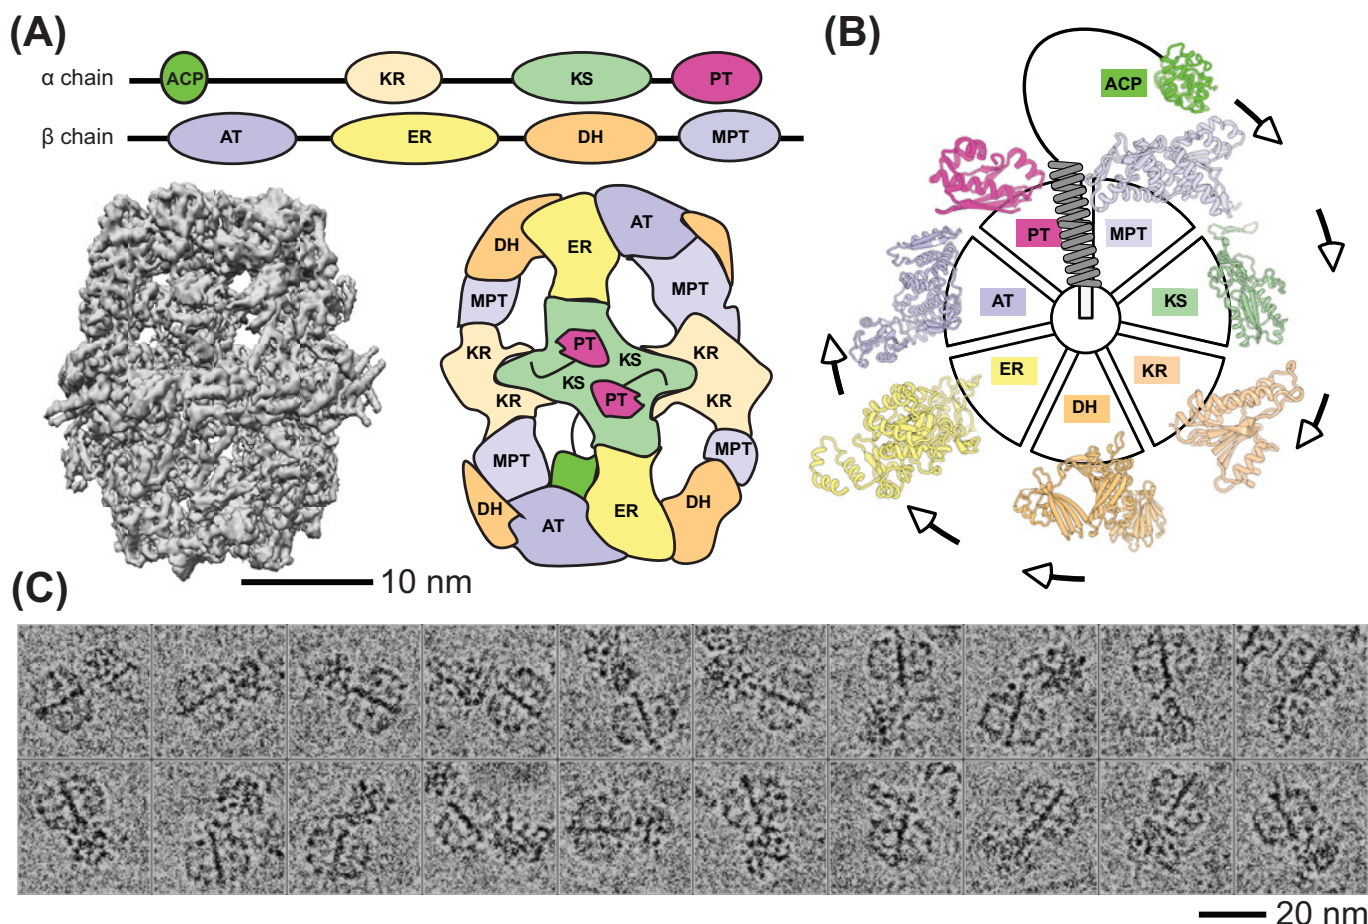 (A)
α chain ACP KR KS PT
β chain AT ER DH MPT
DH ER AT
MPT MPT
KR PT KS KR
KS
KR PT KR
MPT MPT
DH AT ER DH
10 nm
(B)
ACP
PT MPT
AT KS
ER KR
DH
(C)
20 nm